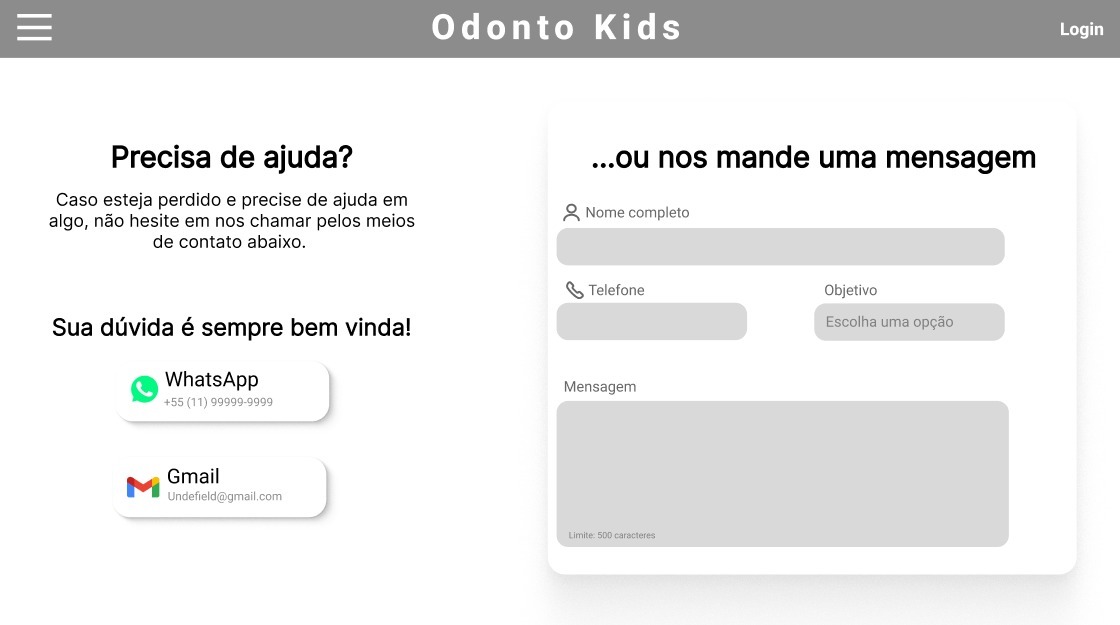 Odonto Kids
Login
Precisa de ajuda?
Caso esteja perdido e precise de ajuda em
algo, não hesite em nos chamar pelos meios
de contato abaixo.
Sua dúvida é sempre bem vinda!
WhatsApp
+55 (11) 99999-9999
Gmail
Undefield@gmail.com
...ou nos mande uma mensagem
Nome completo
Telefone
Objetivo
Escolha uma opção
Mensagem
Limite: 500 caracteres